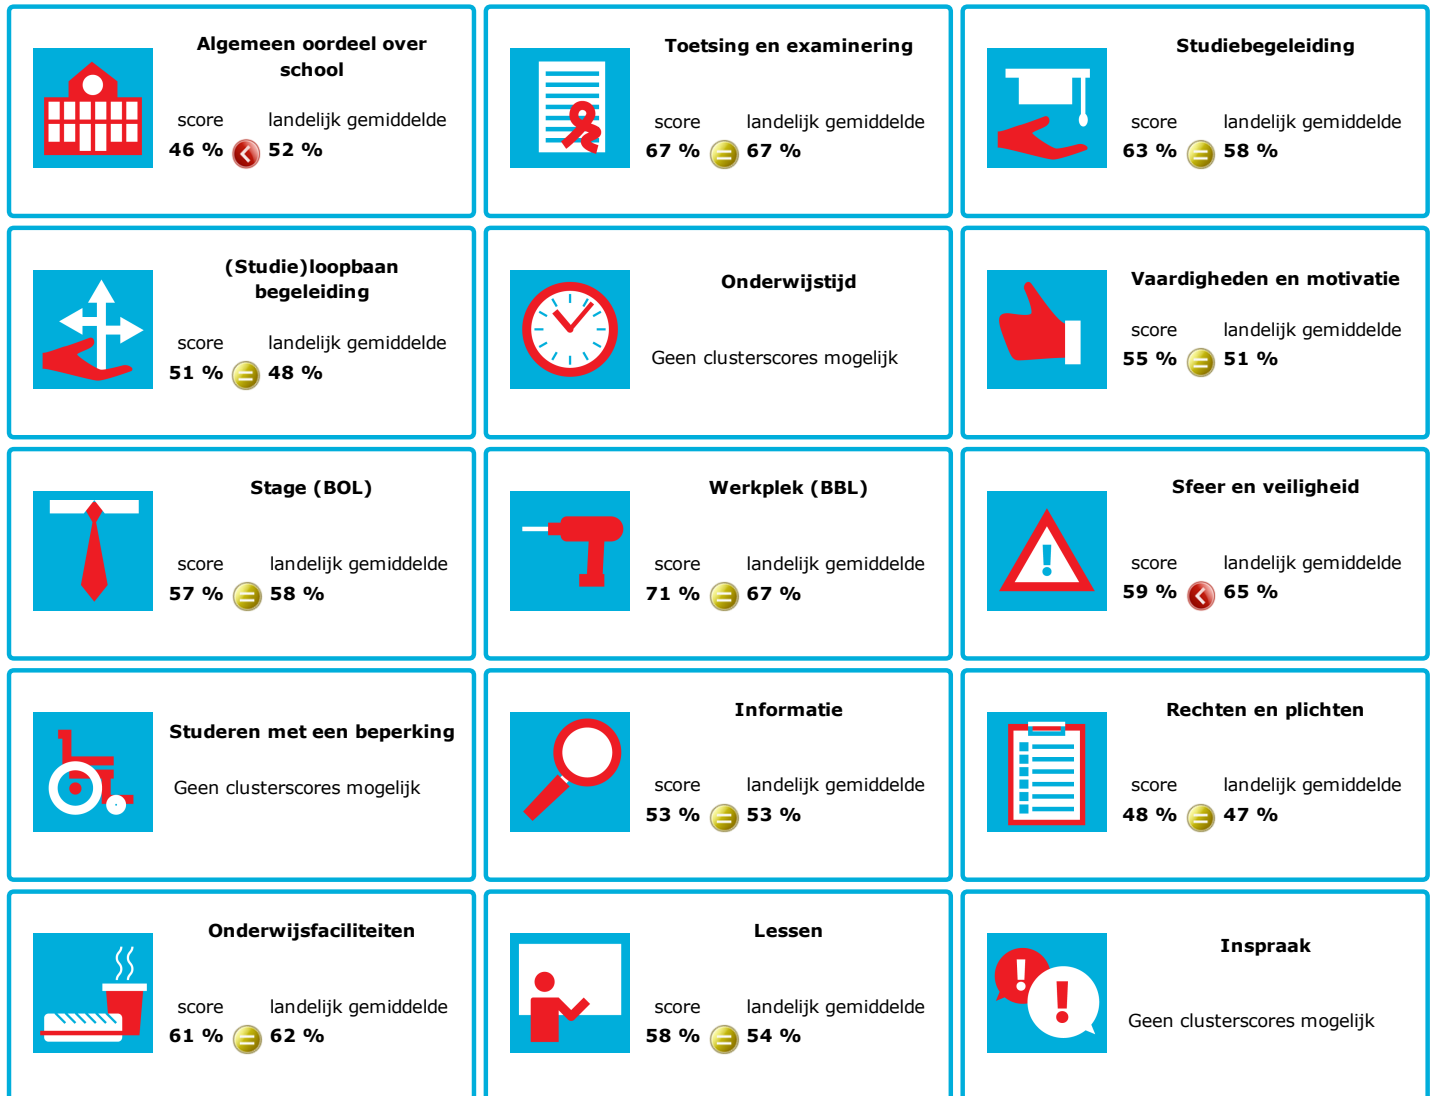 Algemeen oordeel over
school
score landelijk gemiddelde
46 % 52 %
Toetsing en examinering
score landelijk gemiddelde
67 % = 67 %
Studiebegeleiding
score landelijk gemiddelde
63 % = 58 %
(Studie)loopbaan
begeleiding
score landelijk gemiddelde
51 % = 48 %
Onderwijstijd
Geen clusterscores mogelijk
Vaardigheden en motivatie
score landelijk gemiddelde
55 % = 51 %
Stage (BOL)
score landelijk gemiddelde
57 % = 58 %
Werkplek (BBL)
score landelijk gemiddelde
71 % = 67 %
Sfeer en veiligheid
!
score landelijk gemiddelde
59 % 65 %
Studeren met een beperking
Geen clusterscores mogelijk
Informatie
score landelijk gemiddelde
53 % = 53 %
Rechten en plichten
score landelijk gemiddelde
48 % = 47 %
Onderwijsfaciliteiten
score landelijk gemiddelde
61 % = 62 %
Lessen
score landelijk gemiddelde
58 % = 54 %
Inspraak
! !
Geen clusterscores mogelijk